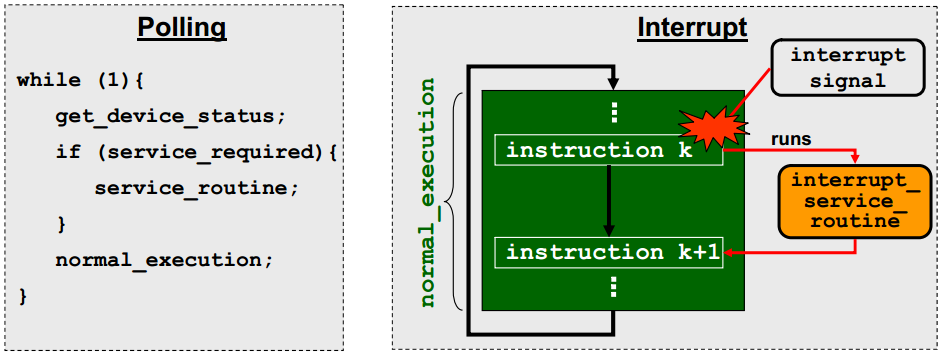 Polling
while (1){
get_device_status;
if (service_required){
service_routine;
}
normal_execution;
}
Interrupt
normal_execution
interrupt
signal
instruction k
runs
interrupt_
service_
routine
instruction k+1